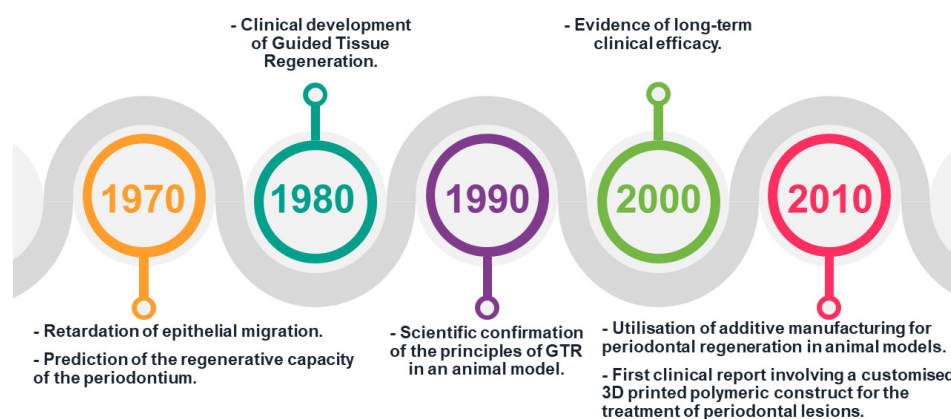 - Clinical development
of Guided Tissue
Regeneration.
- Evidence of long-term
clinical efficacy.
1970
1980
1990
2000
2010
- Retardation of epithelial migration.
- Prediction of the regenerative capacity
of the periodontium.
- Scientific confirmation
of the principles of GTR
in an animal model.
- Utilisation of additive manufacturing for
periodontal regeneration in animal models.
- First clinical report involving a customised
3D printed polymeric construct for the
treatment of periodontal lesions.